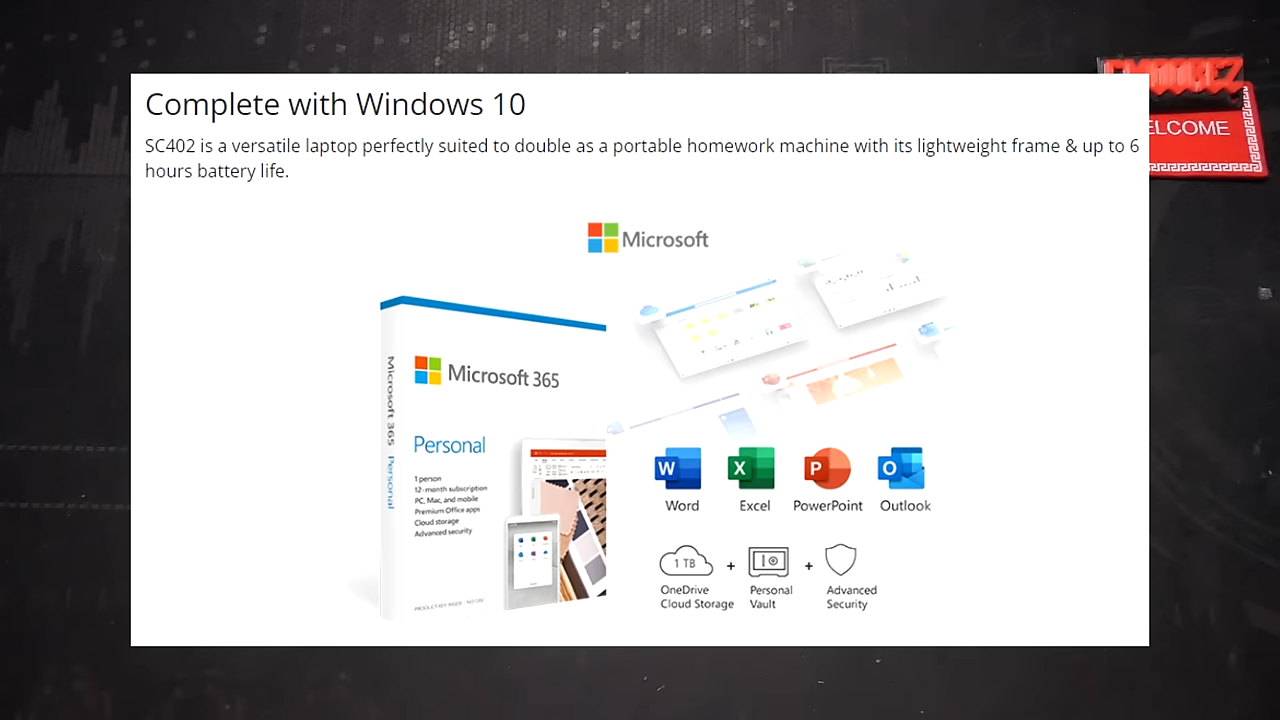 Complete with Windows 10
SC402 is a versatile laptop perfectly suited to double as a portable homework machine with its lightweight frame & up to 6
hours battery life.
ELCOME
Microsoft
Microsoft 365
Microsoft 365 Personal
Personal
1 person
12-month subscription
PC, Mac, and mobile
Premium Office apps
Cloud storage
Advanced security
W
X
P
O
Word
Excel
PowerPoint
Outlook
1 TB
+
+
OneDrive
Cloud Storage
Personal
Vault
Advanced
Security